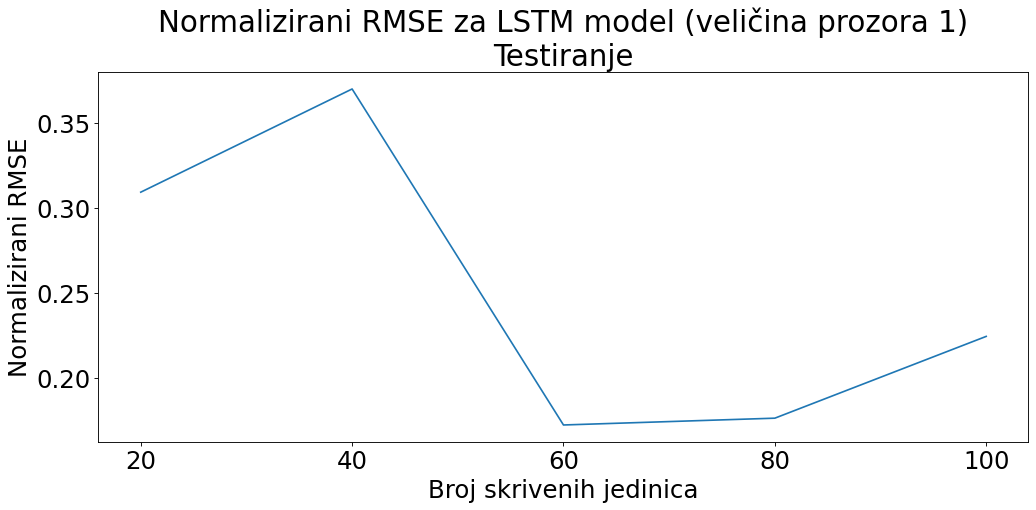 Normalizirani RMSE za LSTM model (veličina prozora 1)
Testiranje
Normalizirani RMSE
0.35
0.30
0.25
0.20
20 40 60 80 100
Broj skrivenih jedinica